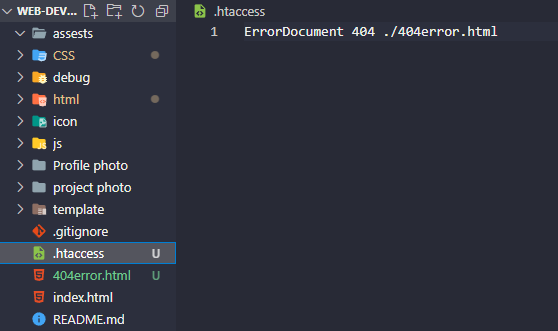 WEB-DEV...
assests
CSS
debug
html
icon
js
Profile photo
project photo
template
.gitignore
.htaccess U
404error.html U
index.html
README.md
.htaccess
1 ErrorDocument 404 ./404error.html